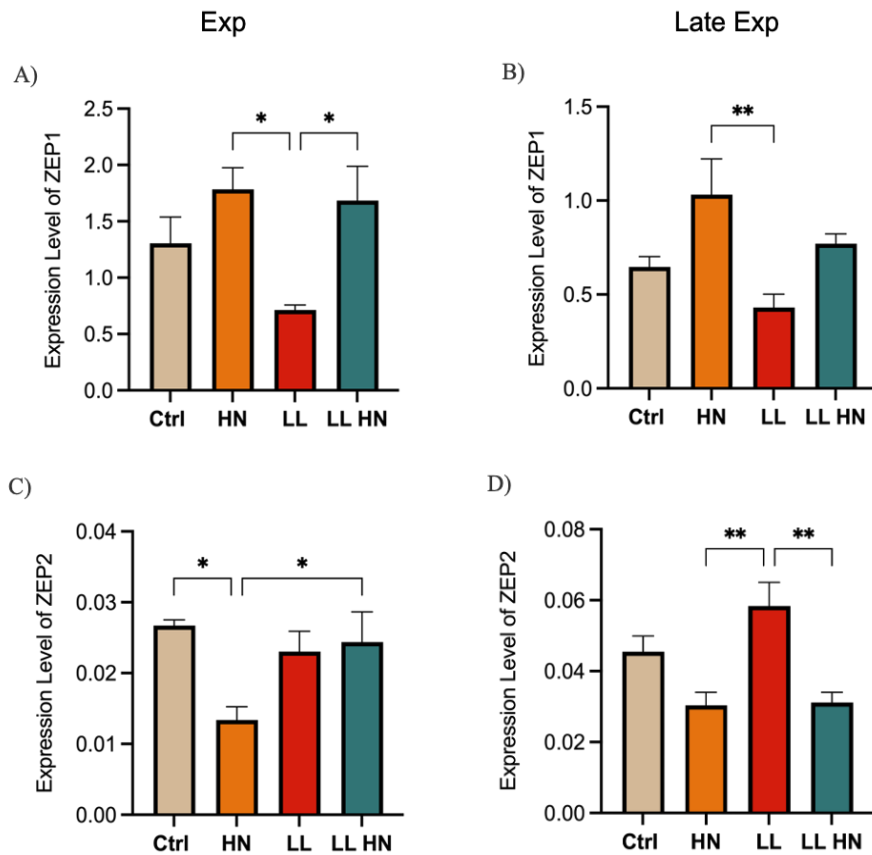 Exp
Late Exp
A)
Expression Level of ZEP1
2.5
2.0
1.5
1.0
0.5
0.0
*
*
Ctrl HN LL LL HN
B)
Expression Level of ZEP1
1.5
1.0
0.5
0.0
**
Ctrl HN LL LL HN
C)
Expression Level of ZEP2
0.04
0.03
0.02
0.01
0.00
*
*
Ctrl HN LL LL HN
D)
Expression Level of ZEP2
0.08
0.06
0.04
0.02
0.00
**
**
Ctrl HN LL LL HN